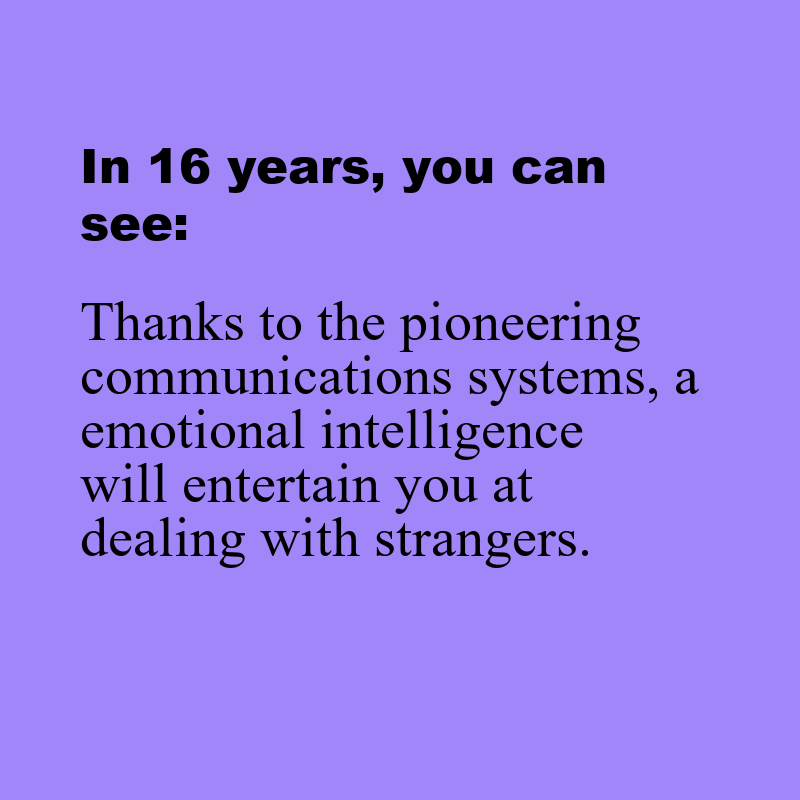 In 16 years, you can
see:
Thanks to the pioneering
communications systems, a
emotional intelligence
will entertain you at
dealing with strangers.